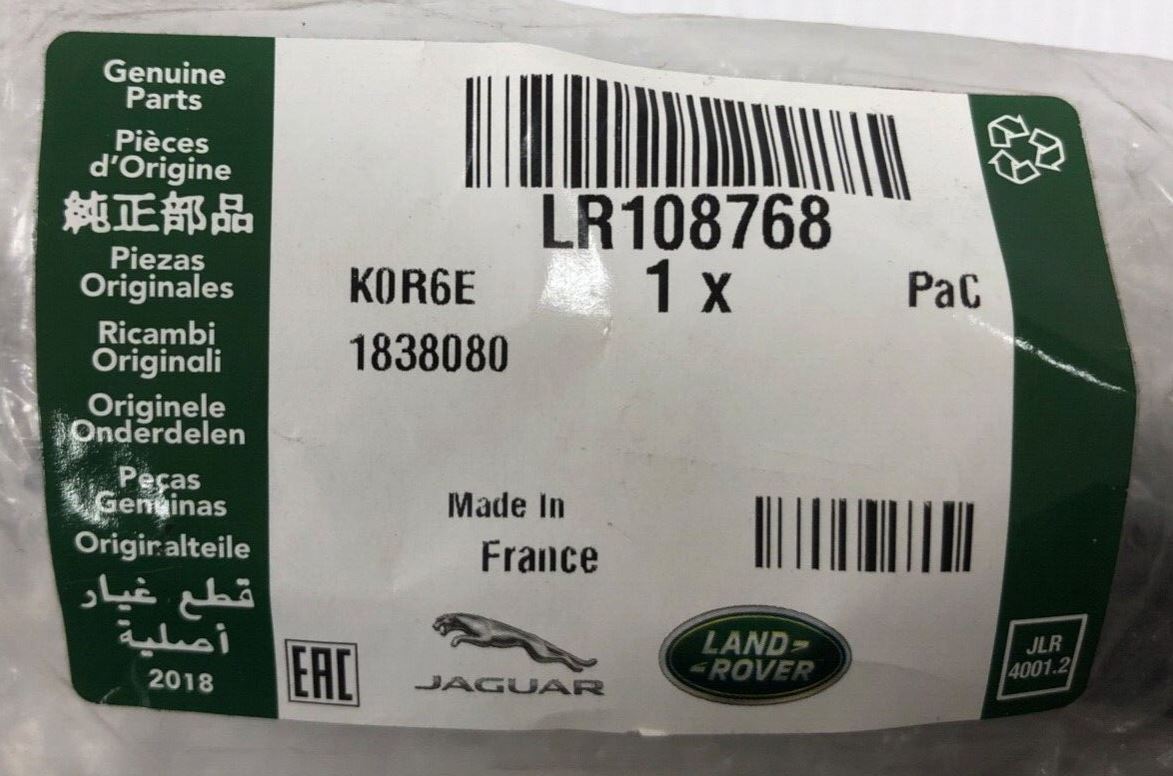 Genuine
Parts
Pièces
d'Origine
純正部品
Piezas
Originales
Ricambi
Originali
Originele
Onderdelen
Peças
Genuinas
Originalteile
قطع غيار
أصلية
2018
LR108768
K0R6E
1 x
PaC
1838080
Made In
France
EAC
JAGUAR
LAND
ROVER
JLR
4001.2